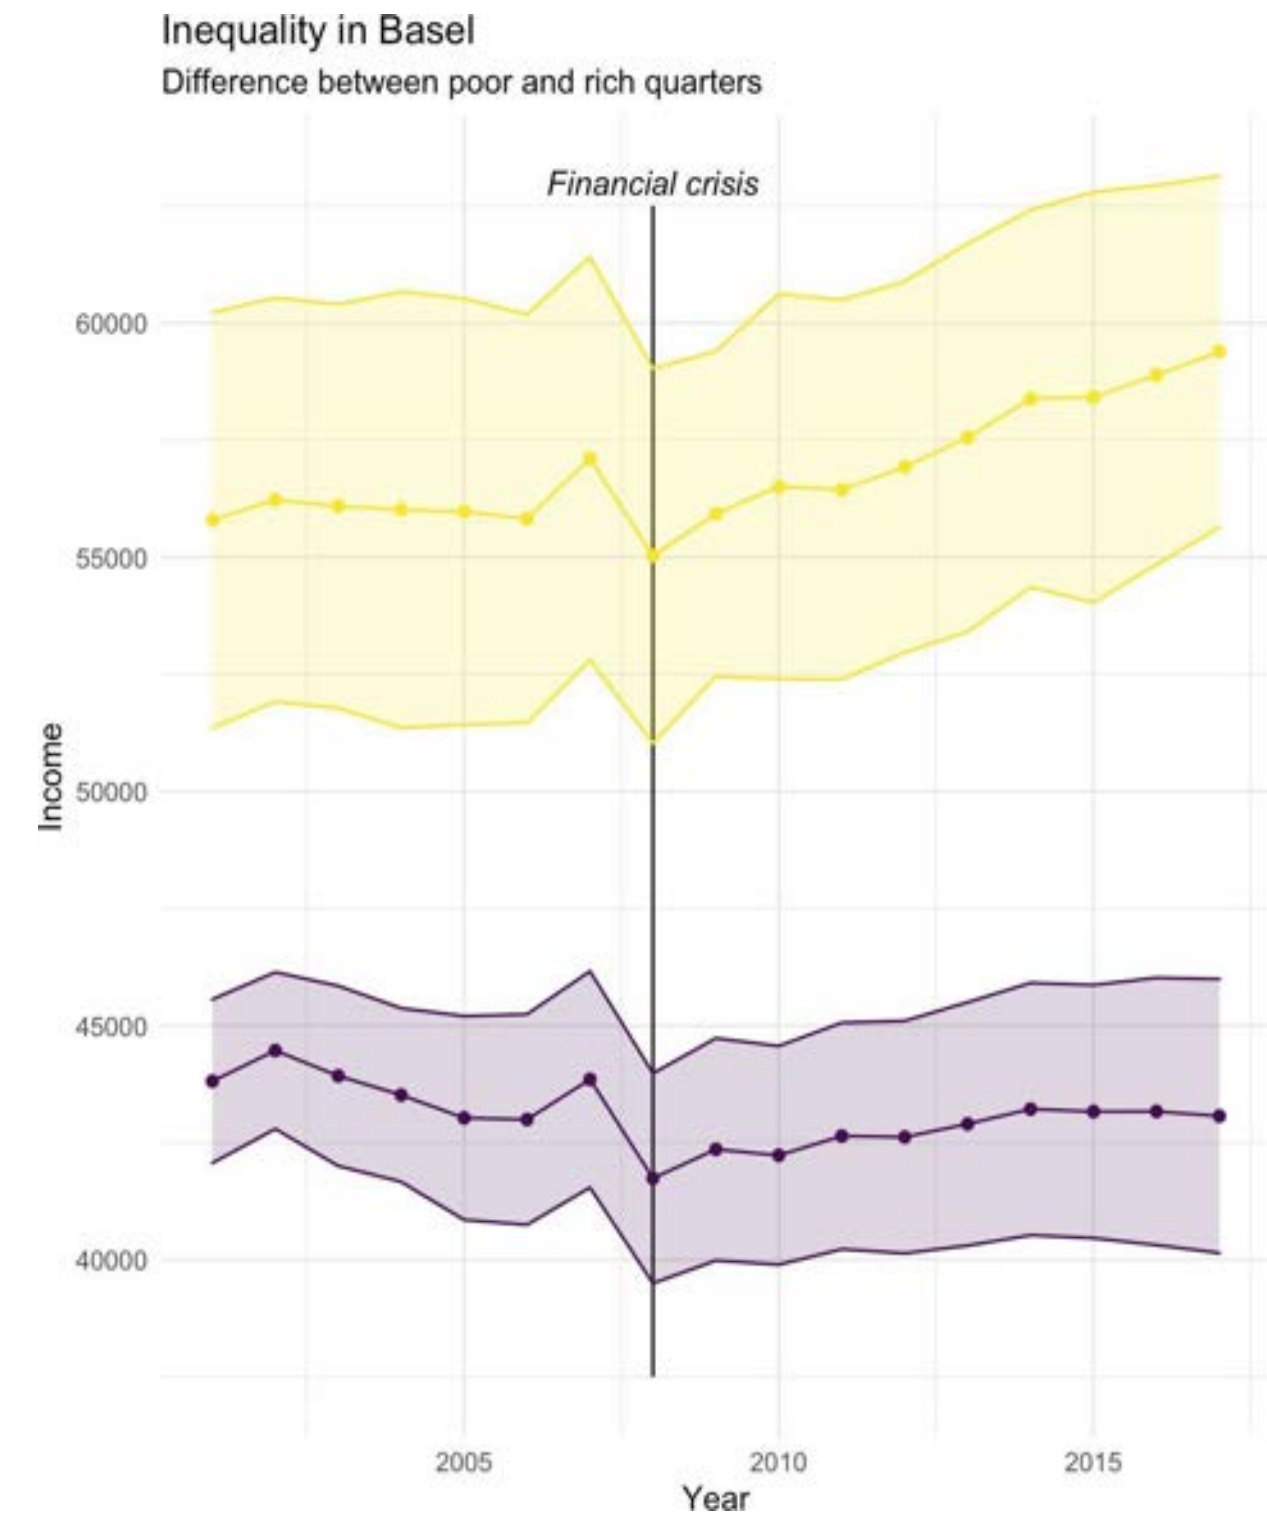 Inequality in Basel
Difference between poor and rich quarters
Financial crisis
60000
55000
50000
45000
40000
Income
2005 2010 2015
Year